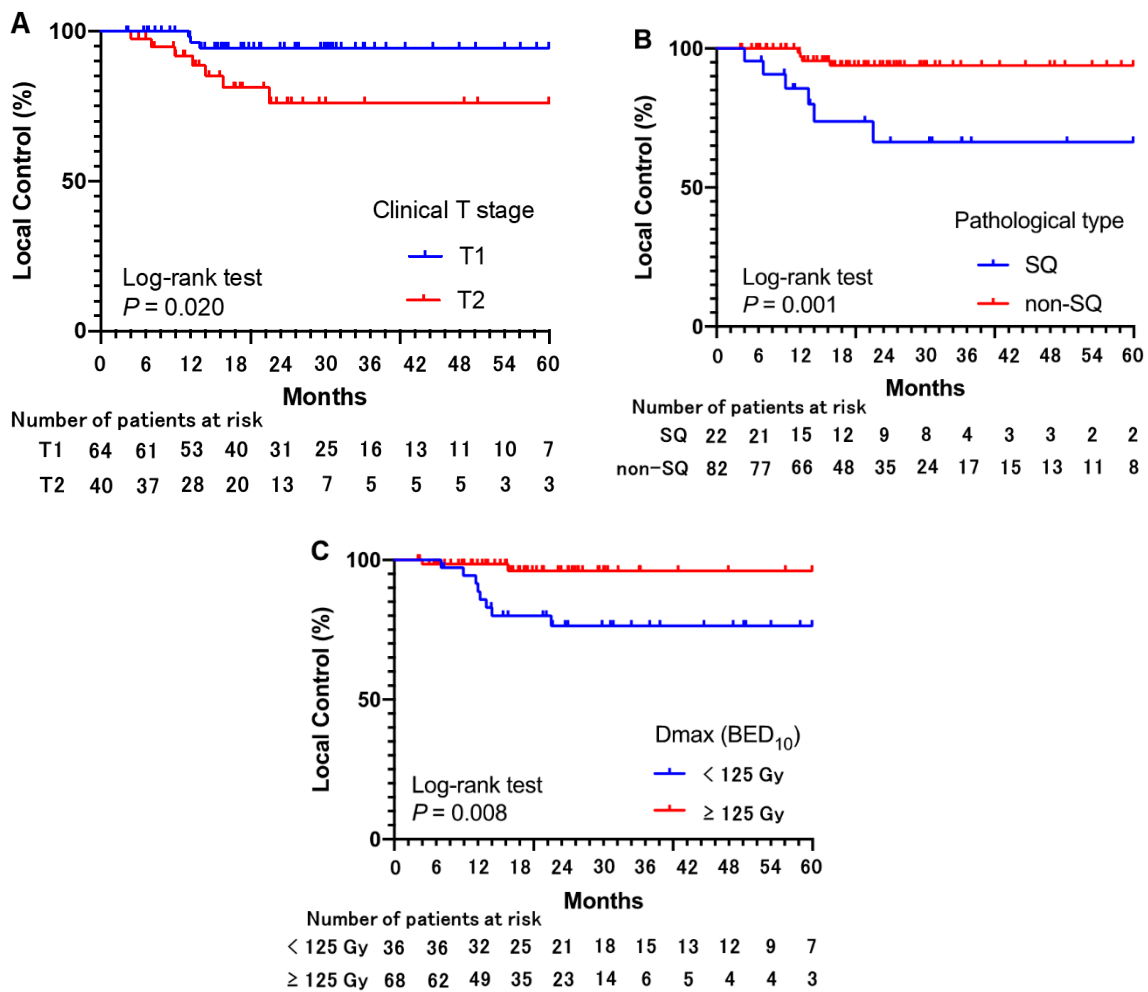 A
Local Control (%)
100
50
0
Clinical T stage
T1
T2
Log-rank test
P = 0.020
0 6 12 18 24 30 36 42 48 54 60
Months
Number of patients at risk
T1 64 61 53 40 31 25 16 13 11 10 7
T2 40 37 28 20 13 7 5 5 5 3 3
B
Local Control (%)
100
50
0
Pathological type
SQ
non-SQ
Log-rank test
P = 0.001
0 6 12 18 24 30 36 42 48 54 60
Months
Number of patients at risk
SQ 22 21 15 12 9 8 4 3 3 2 2
non-SQ 82 77 66 48 35 24 17 15 13 11 8
C
Local Control (%)
100
50
0
Dmax (BED₁₀)
< 125 Gy
≥ 125 Gy
Log-rank test
P = 0.008
0 6 12 18 24 30 36 42 48 54 60
Months
Number of patients at risk
< 125 Gy 36 36 32 25 21 18 15 13 12 9 7
≥ 125 Gy 68 62 49 35 23 14 6 5 4 4 3